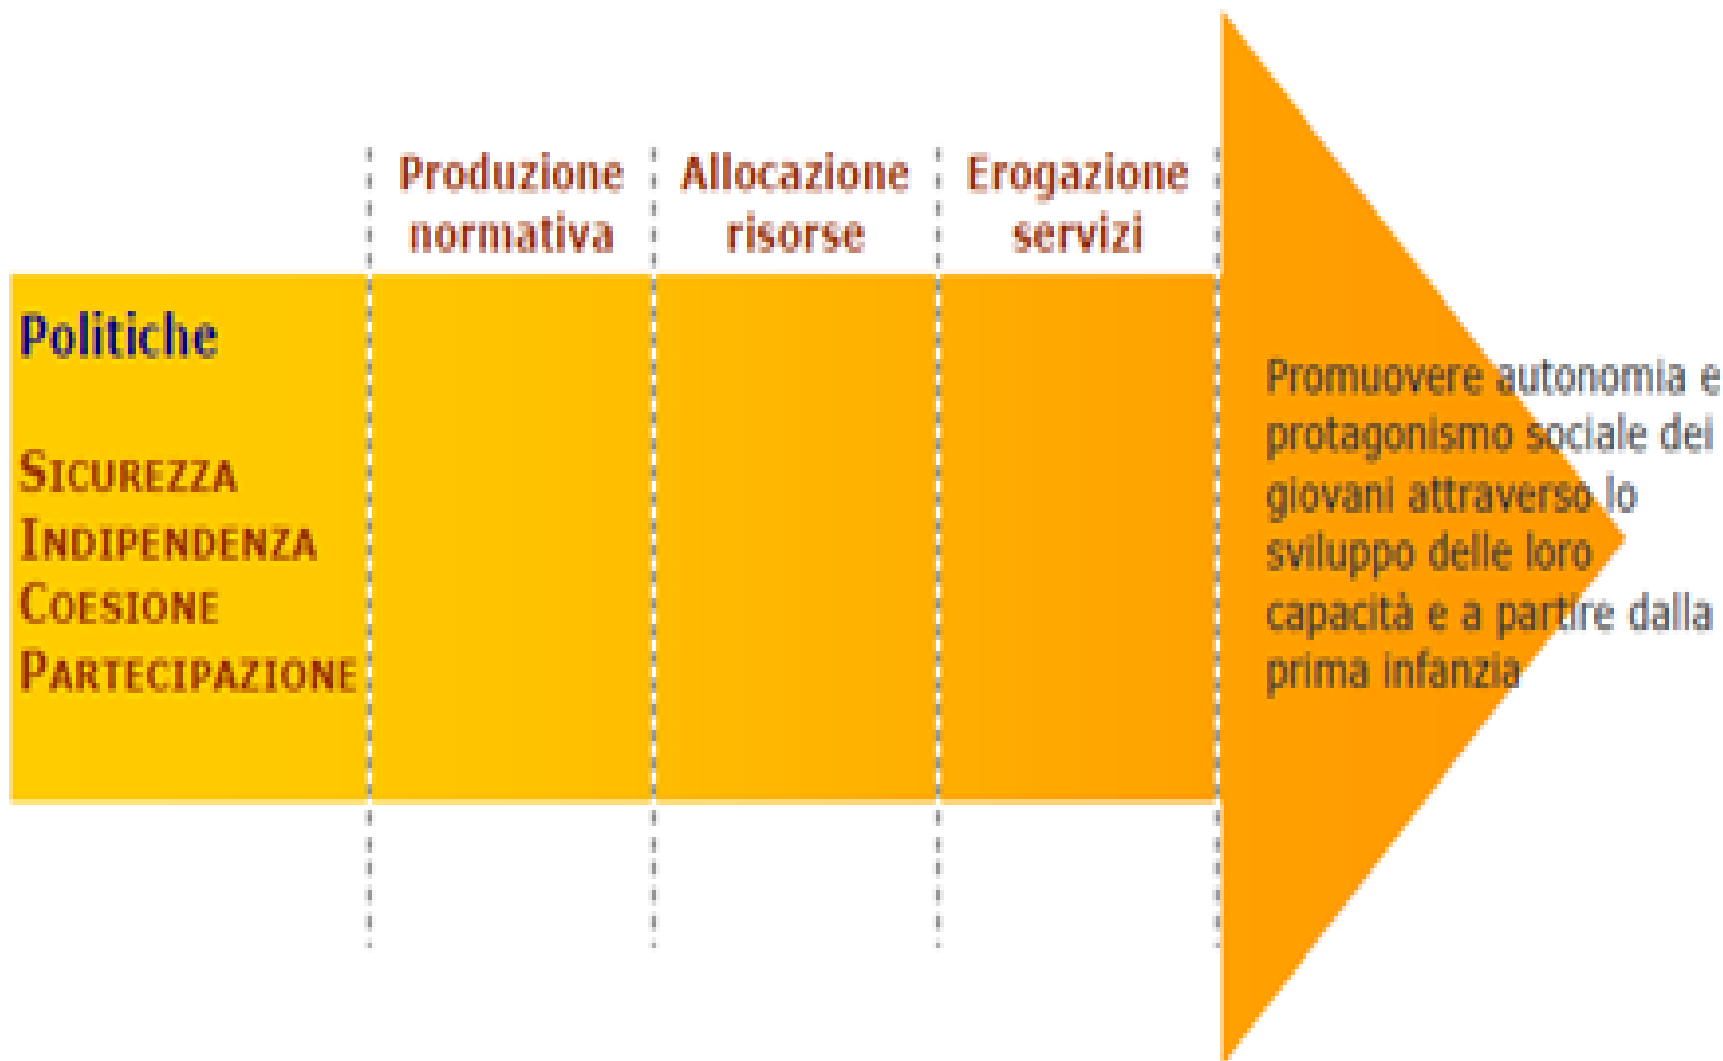 Produzione
normativa
Allocazione
risorse
Erogazione
servizi
Politiche
SICUREZZA
INDIPENDENZA
COESIONE
PARTECIPAZIONE
Promuovere autonomia e
protagonismo sociale dei
giovani attraverso lo
sviluppo delle loro
capacità e a partire dalla
prima infanzia